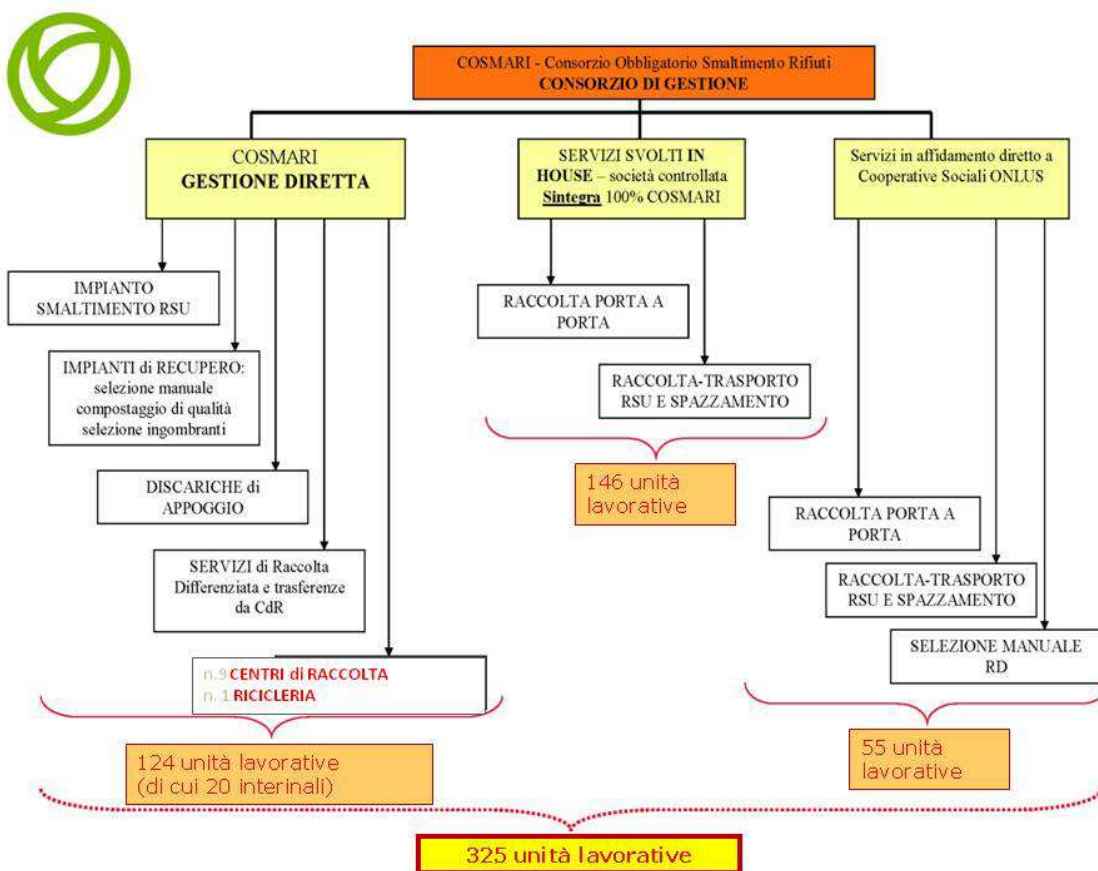 COSMARI - Consorzio Obbligatorio Smaltimento Rifiuti
CONSORZIO DI GESTIONE
COSMARI
GESTIONE DIRETTA
SERVIZI SVOLTI IN
HOUSE – società controllata
Sintegra 100% COSMARI
Servizi in affidamento diretto a
Cooperative Sociali ONLUS
IMPIANTO
SMALTIMENTO RSU
IMPIANTI di RECUPERO:
selezione manuale
compostaggio di qualità
selezione ingombranti
DISCARICHE di
APPOGGIO
SERVIZI di Raccolta
Differenziata e trasferenze
da CdR
n.9 CENTRI di RACCOLTA
n. 1 RICICLERIA
124 unità lavorative
(di cui 20 interinali)
RACCOLTA PORTA A
PORTA
RACCOLTA-TRASPORTO
RSU E SPAZZAMENTO
146 unità
lavorative
RACCOLTA PORTA A
PORTA
RACCOLTA-TRASPORTO
RSU E SPAZZAMENTO
SELEZIONE MANUALE
RD
55 unità
lavorative
325 unità lavorative